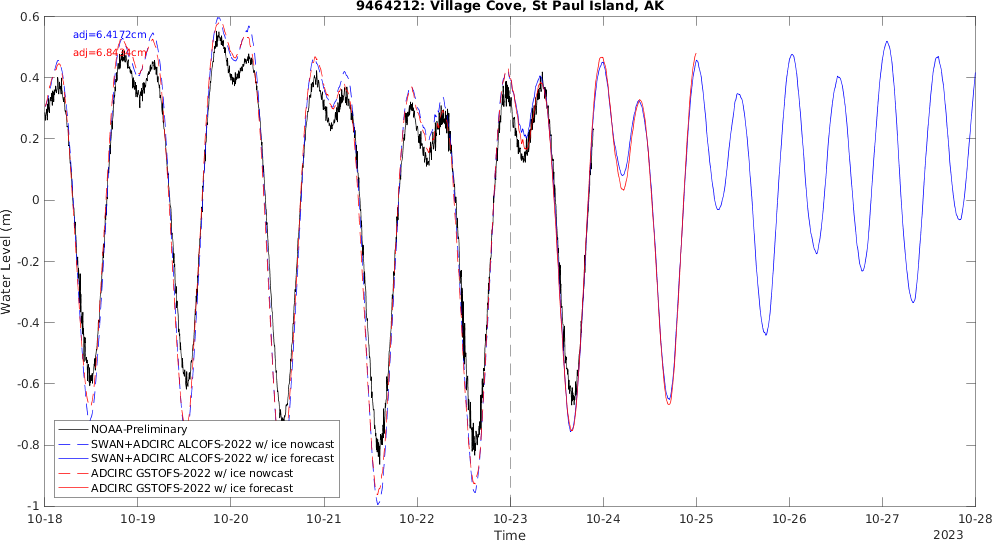 9464212: Village Cove, St Paul Island, AK
adj=6.4172cm
Water Level (m)
0.6
0.4
0.2
0
-0.2
-0.4
-0.6
-0.8
-1
NOAA-Preliminary
SWAN+ADCIRC ALCOFS-2022 w/ ice nowcast
SWAN+ADCIRC ALCOFS-2022 w/ ice forecast
ADCIRC GSTOFS-2022 w/ ice nowcast
ADCIRC GSTOFS-2022 w/ ice forecast
10-18 10-19 10-20 10-21 10-22 10-23 10-24 10-25 10-26 10-27 10-28
Time
2023